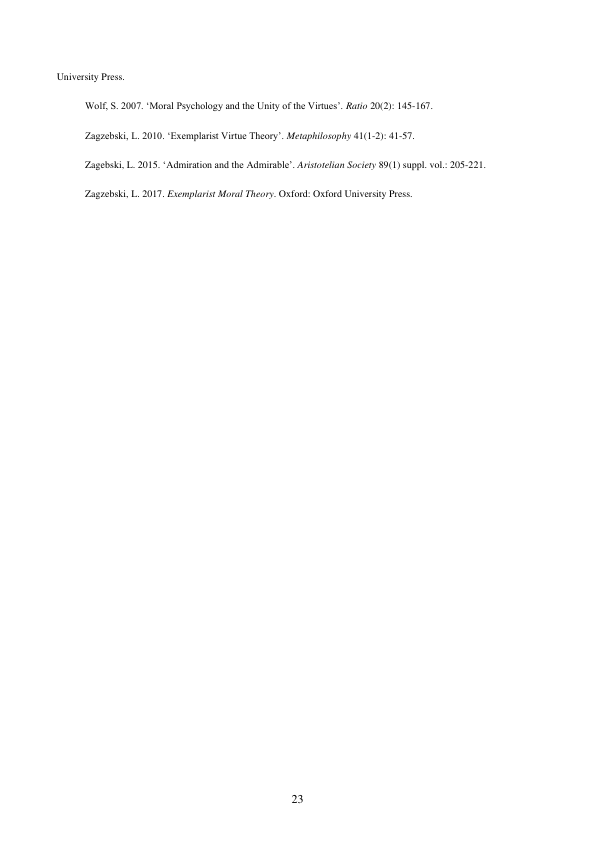 University Press.
Wolf, S. 2007. ‘Moral Psychology and the Unity of the Virtues’. Ratio 20(2): 145-167.
Zagzebski, L. 2010. ‘Exemplarist Virtue Theory’. Metaphilosophy 41(1-2): 41-57.
Zagebski, L. 2015. ‘Admiration and the Admirable’. Aristotelian Society 89(1) suppl. vol.: 205-221.
Zagzebski, L. 2017. Exemplarist Moral Theory. Oxford: Oxford University Press.
23